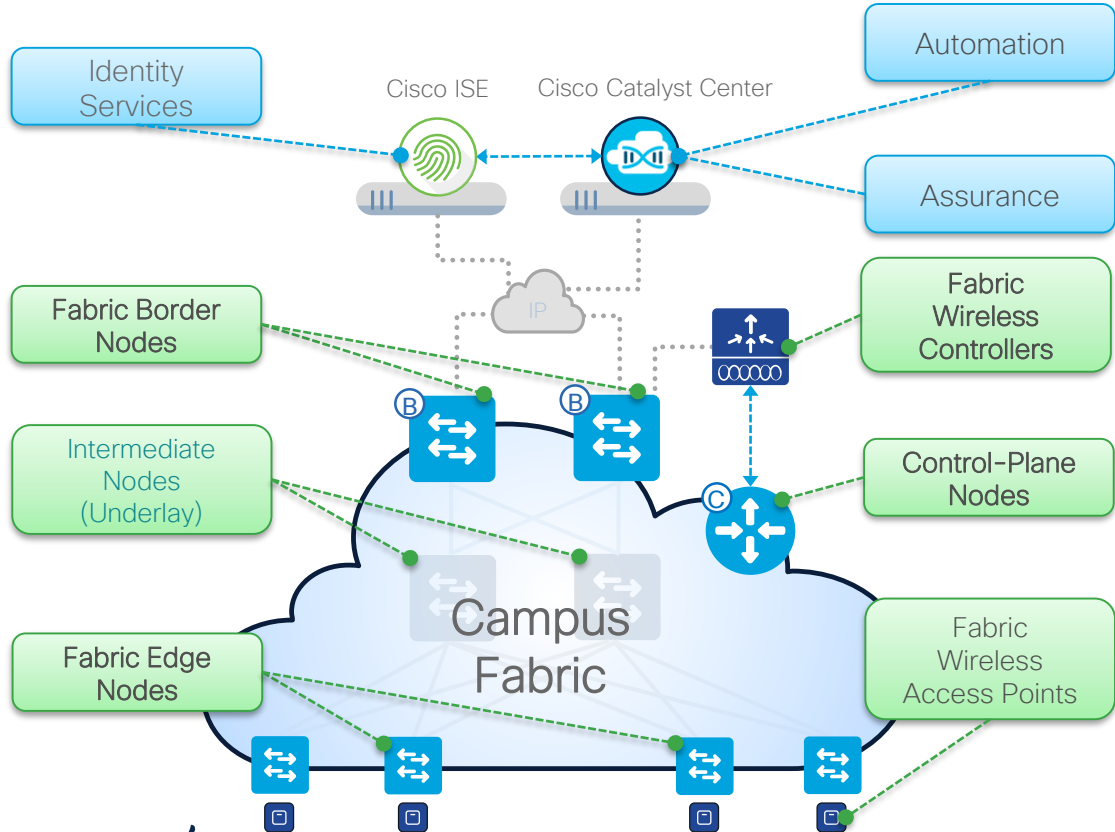 Identity
Services
Cisco ISE
Cisco Catalyst Center
Automation
Assurance
IP
Fabric Border
Nodes
Fabric
Wireless
Controllers
B
B
Intermediate
Nodes
(Underlay)
Control-Plane
Nodes
C
Campus
Fabric
Fabric Edge
Nodes
Fabric
Wireless
Access Points